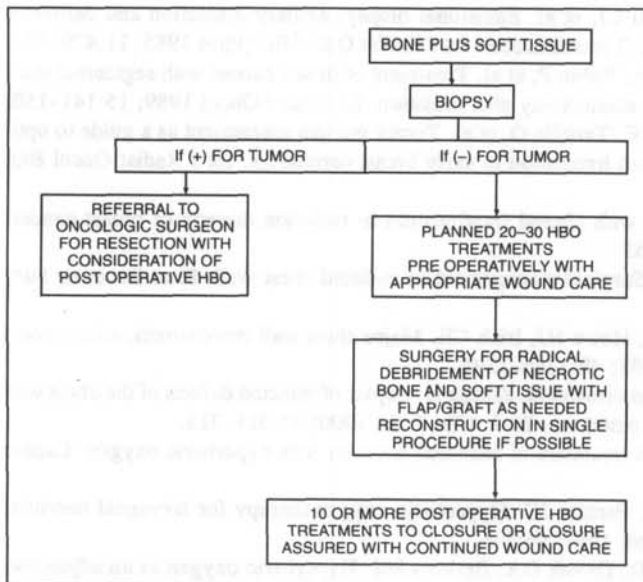 BONE PLUS SOFT TISSUE
BIOPSY
If (+) FOR TUMOR
If (–) FOR TUMOR
REFERRAL TO
ONCOLOGIC SURGEON
FOR RESECTION WITH
CONSIDERATION OF
POST OPERATIVE HBO
PLANNED 20–30 HBO
TREATMENTS
PRE OPERATIVELY WITH
APPROPRIATE WOUND CARE
SURGERY FOR RADICAL
DEBRIDEMENT OF NECROTIC
BONE AND SOFT TISSUE WITH
FLAP/GRAFT AS NEEDED
RECONSTRUCTION IN SINGLE
PROCEDURE IF POSSIBLE
10 OR MORE POST OPERATIVE HBO
TREATMENTS TO CLOSURE OR CLOSURE
ASSURED WITH CONTINUED WOUND CARE